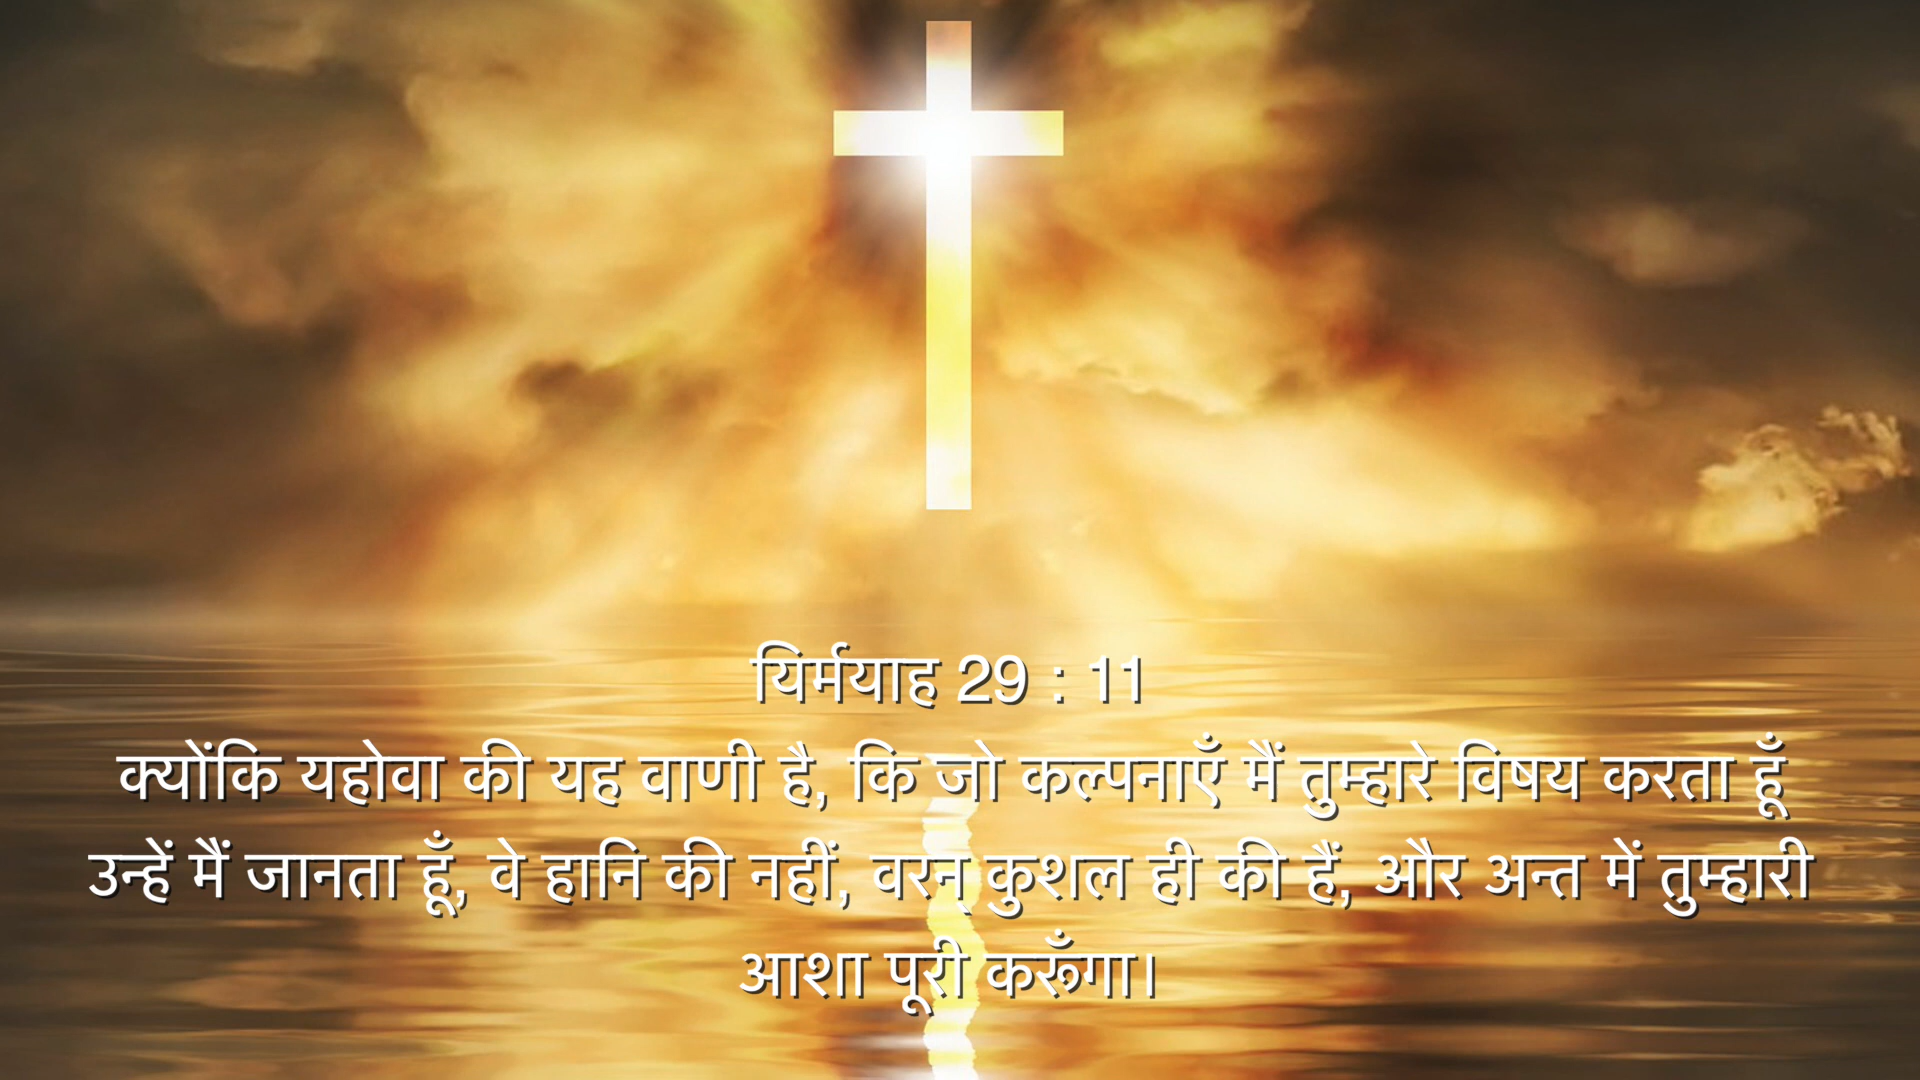 यिर्मयाह 29 : 11
क्योंकि यहोवा की यह वाणी है, कि जो कल्पनाएँ मैं तुम्हारे विषय करता हूँ
उन्हें मैं जानता हूँ, वे हानि की नहीं, वरन् कुशल ही की हैं, और अन्त में तुम्हारी
आशा पूरी करूँगा।